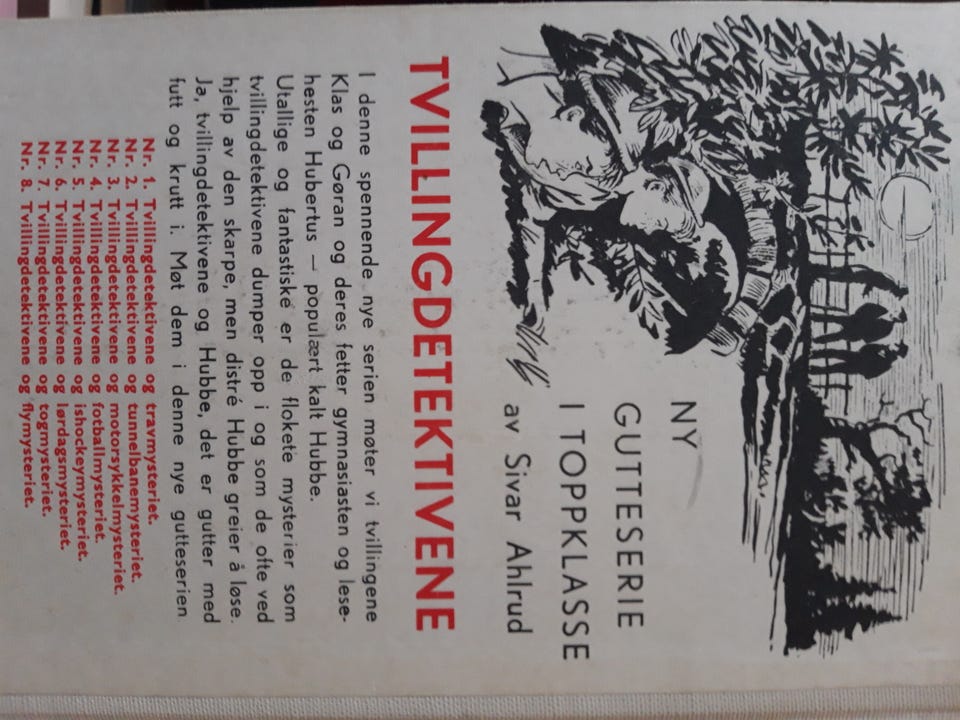 NY
GUTTESERIE
I TOPPKLASSE
av Sivar Ahlrud
TVILLINGDETEKTIVENE
I denne spennende nye serien møter vi tvillingene
Klas og Gøran og deres fetter gymnasiasten og lese-
hesten Hubertus — populært kalt Hubbe.
Utallige og fantastiske er de flokete mysterier som
tvillingdetektivene dumper opp i og som de ofte ved
hjelp av den skarpe, men distré Hubbe greier å løse.
Ja, tvillingdetektivene og Hubbe, det er gutter med
futt og krutt i. Møt dem i denne nye gutteserien
Nr. 1. Tvillingdetektivene og travmysteriet.
Nr. 2. Tvillingdetektivene og tunnelbanemysteriet.
Nr. 3. Tvillingdetektivene og motorsykkelmysteriet.
Nr. 4. Tvillingdetektivene og fotballmysteriet.
Nr. 5. Tvillingdetektivene og ishockeymysteriet.
Nr. 6. Tvillingdetektivene og lørdagsmysteriet.
Nr. 7. Tvillingdetektivene og togmysteriet.
Nr. 8. Tvillingdetektivene og flymysteriet.